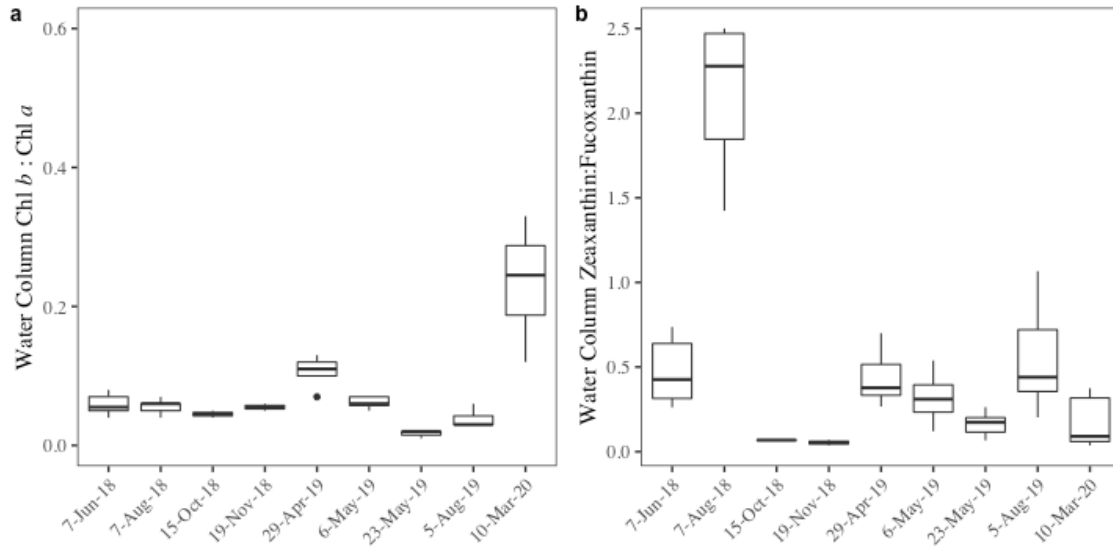 a
Water Column Chl b : Chl a
0.6
0.4
0.2
0.0
7-Jun-18
7-Aug-18
15-Oct-18
19-Nov-18
29-Apr-19
6-May-19
23-May-19
5-Aug-19
10-Mar-20
b
Water Column Zeaxanthin:Fucoxanthin
2.5
2.0
1.5
1.0
0.5
0.0
7-Jun-18
7-Aug-18
15-Oct-18
19-Nov-18
29-Apr-19
6-May-19
23-May-19
5-Aug-19
10-Mar-20